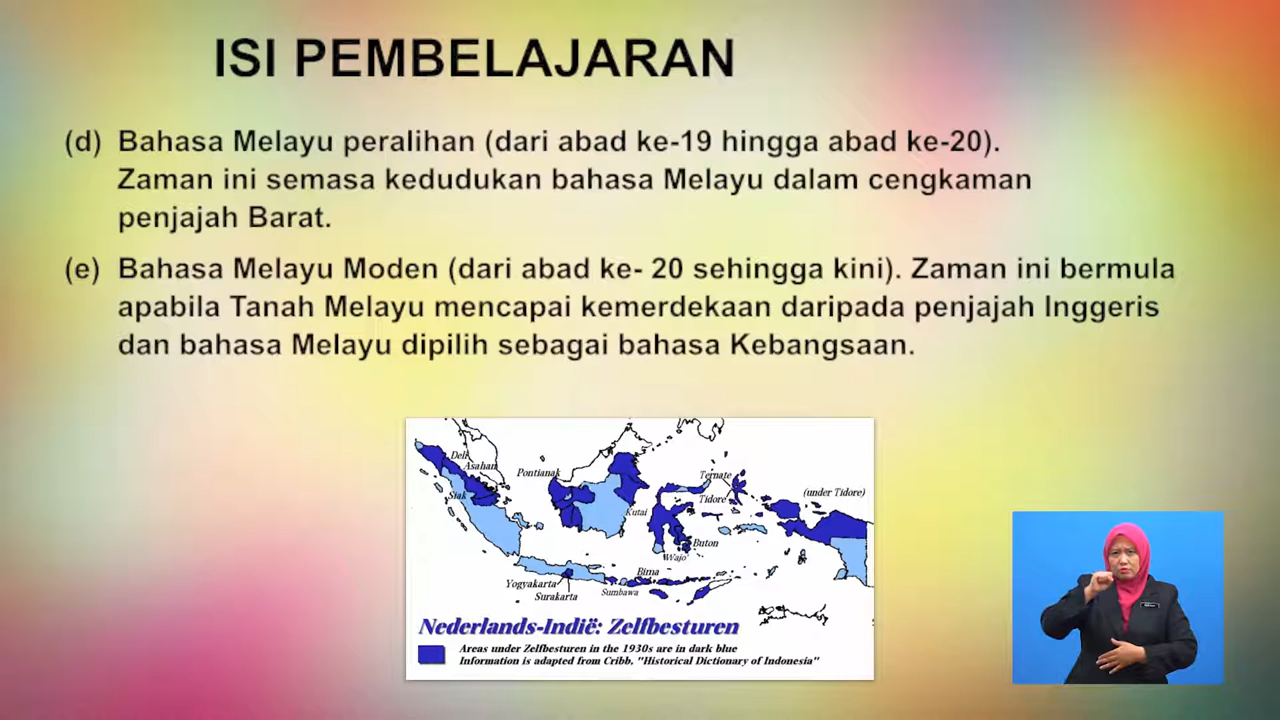 ISI PEMBELAJARAN
(d) Bahasa Melayu peralihan (dari abad ke-19 hingga abad ke-20).
Zaman ini semasa kedudukan bahasa Melayu dalam cengkaman
penjajah Barat.
(e) Bahasa Melayu Moden (dari abad ke- 20 sehingga kini). Zaman ini bermula
apabila Tanah Melayu mencapai kemerdekaan daripada penjajah Inggeris
dan bahasa Melayu dipilih sebagai bahasa Kebangsaan.
Deli
Asahan
Siak
Pontianak
Kutai
Ternate
Tidore
(under Tidore)
Buton
Wajo
Bima
Yogyakarta
Surakarta
Sumbawa
Nederlands-Indië: Zelfbesturen
Areas under Zelfbesturen in the 1930s are in dark blue
Information is adapted from Cribb, "Historical Dictionary of Indonesia"